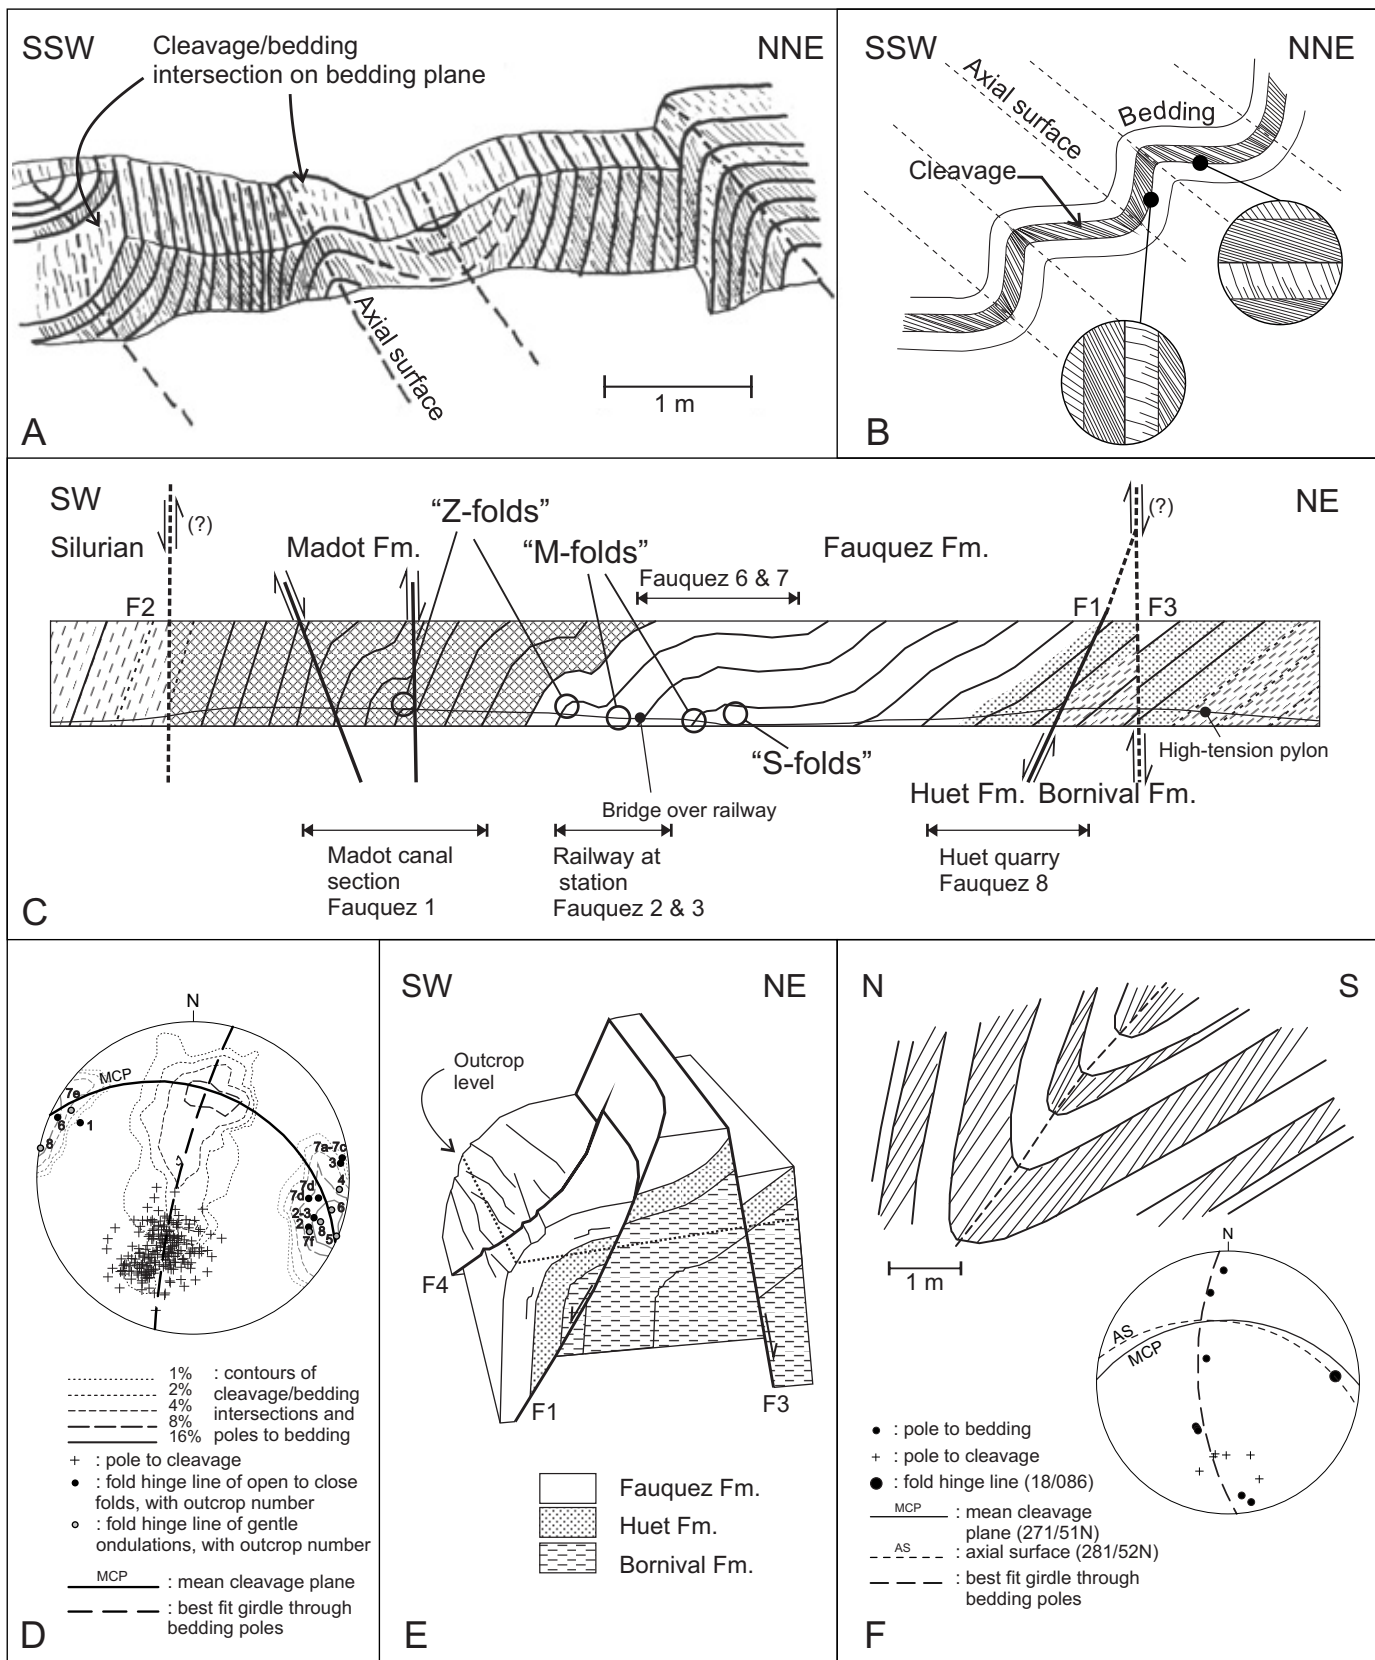 SSW
Cleavage/bedding
intersection on bedding plane
NNE
Axial surface
1 m
A
SSW
NNE
Axial surface
Bedding
Cleavage
B
SW
NE
"Z-folds"
(?)
(?)
Silurian
Madot Fm.
"M-folds"
Fauquez Fm.
Fauquez 6 & 7
F2
F1
F3
"S-folds"
High-tension pylon
Huet Fm.
Bornival Fm.
Bridge over railway
Madot canal
section
Fauquez 1
Railway at
station
Fauquez 2 & 3
Huet quarry
Fauquez 8
C
N
MCP
7e
6
1
8
7a-7c
3
4
7d
7d
6
2-3
2
8
5
7f
1%
2%
4%
8%
16%
: contours of
cleavage/bedding
intersections and
poles to bedding
+ : pole to cleavage
: fold hinge line of open to close
folds, with outcrop number
: fold hinge line of gentle
ondulations, with outcrop number
MCP
: mean cleavage plane
: best fit girdle through
bedding poles
D
SW
NE
Outcrop
level
F4
F1
F3
Fauquez Fm.
Huet Fm.
Bornival Fm.
E
N
S
1 m
N
AS
MCP
: pole to bedding
+ : pole to cleavage
: fold hinge line (18/086)
MCP
: mean cleavage
plane (271/51N)
AS
: axial surface (281/52N)
: best fit girdle through
bedding poles
F